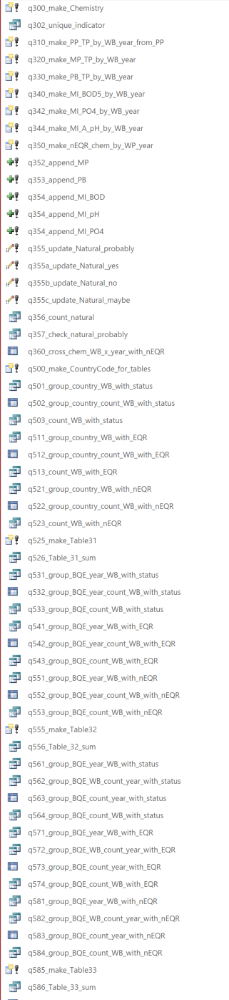 q300_make_Chemistry
q302_unique_indicator
q310_make_PP_TP_by_WB_year_from_PP
q320_make_MP_TP_by_WB_year
q330_make_PB_TP_by_WB_year
q340_make_MI_BOD5_by_WB_year
q342_make_MI_PO4_by_WB_year
q344_make_MI_A_pH_by_WB_year
q350_make_nEQR_chem_by_WP_year
q352_append_MP
q353_append_PB
q354_append_MI_BOD
q354_append_MI_pH
q354_append_MI_PO4
q355_update_Natural_probably
q355a_update_Natural_yes
q355b_update_Natural_no
q355c_update_Natural_maybe
q356_count_natural
q357_check_natural_probably
q360_cross_chem_WB_x_year_with_nEQR
q500_make_CountryCode_for_tables
q501_group_country_WB_with_status
q502_group_country_count_WB_with_status
q503_count_WB_with_status
q511_group_country_WB_with_EQR
q512_group_country_count_WB_with_EQR
q513_count_WB_with_EQR
q521_group_country_WB_with_nEQR
q522_group_country_count_WB_with_nEQR
q523_count_WB_with_nEQR
q525_make_Table31
q526_Table_31_sum
q531_group_BQE_year_WB_with_status
q532_group_BQE_year_count_WB_with_status
q533_group_BQE_count_WB_with_status
q541_group_BQE_year_WB_with_EQR
q542_group_BQE_year_count_WB_with_EQR
q543_group_BQE_count_WB_with_EQR
q551_group_BQE_year_WB_with_nEQR
q552_group_BQE_year_count_WB_with_nEQR
q553_group_BQE_count_WB_with_nEQR
q555_make_Table32
q556_Table_32_sum
q561_group_BQE_year_WB_with_status
q562_group_BQE_WB_count_year_with_status
q563_group_BQE_count_year_with_status
q564_group_BQE_count_WB_with_status
q571_group_BQE_year_WB_with_EQR
q572_group_BQE_WB_count_year_with_EQR
q573_group_BQE_count_year_with_EQR
q574_group_BQE_count_WB_with_EQR
q581_group_BQE_year_WB_with_nEQR
q582_group_BQE_WB_count_year_with_nEQR
q583_group_BQE_count_year_with_nEQR
q584_group_BQE_count_WB_with_nEQR
q585_make_Table33
q586_Table_33_sum